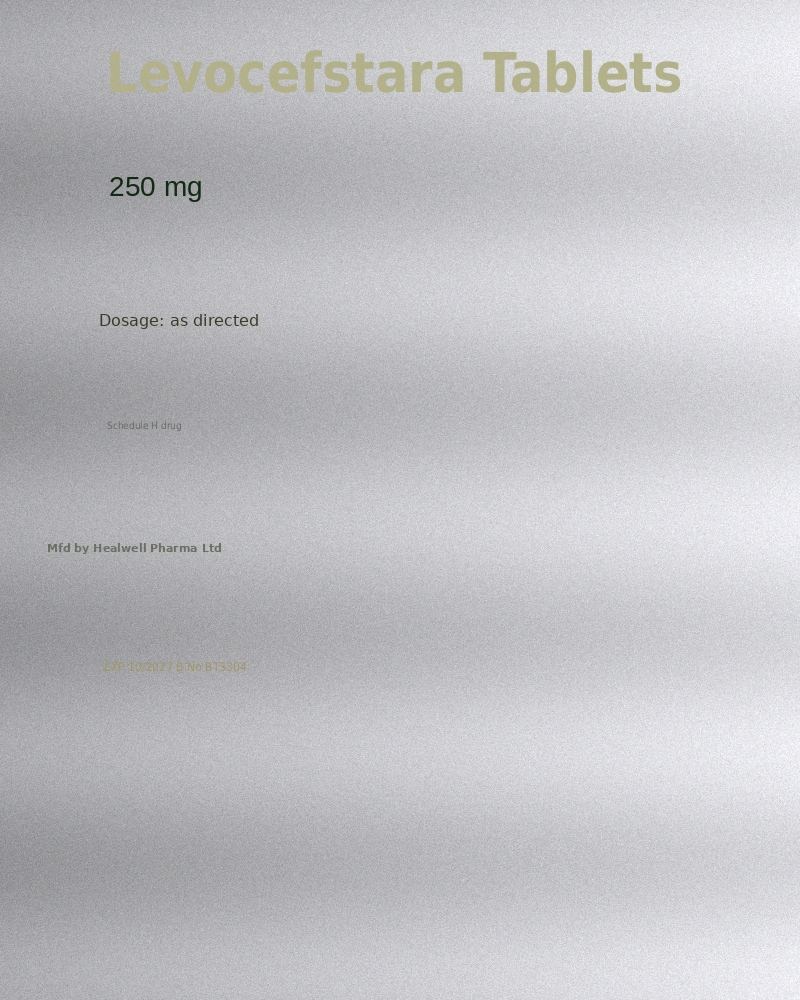 Levocefstara Tablets
250 mg
Dosage: as directed
Schedule H drug
Mfd by Healwell Pharma Ltd
EXP 10/2027 B.No BT3304